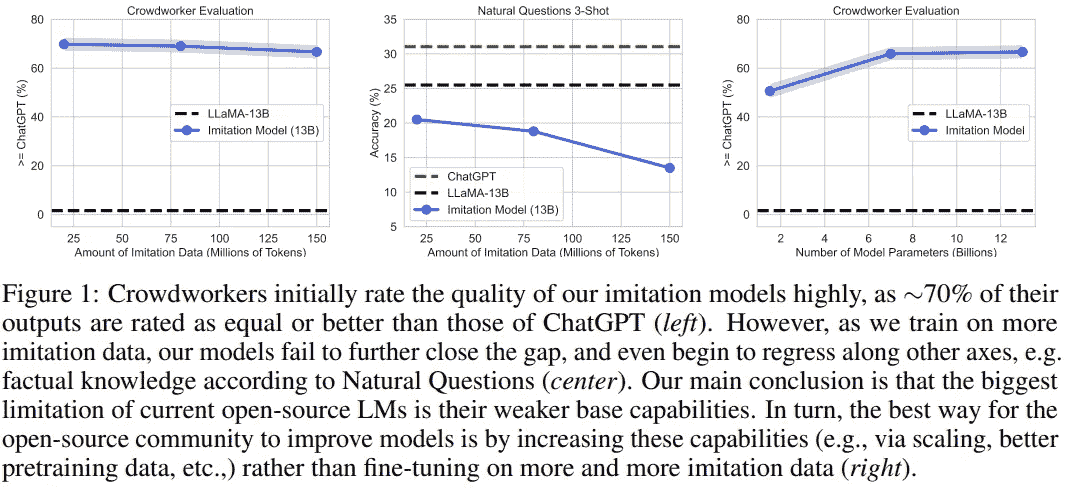 Crowdworker Evaluation
80
60
40
20
0
>= ChatGPT (%)
LLaMA-13B
Imitation Model (13B)
25 50 75 100 125 150
Amount of Imitation Data (Millions of Tokens)
Natural Questions 3-Shot
35
30
25
20
15
10
5
Accuracy (%)
ChatGPT
LLaMA-13B
Imitation Model (13B)
25 50 75 100 125 150
Amount of Imitation Data (Millions of Tokens)
Crowdworker Evaluation
80
60
40
20
0
>= ChatGPT (%)
LLaMA-13B
Imitation Model
2 4 6 8 10 12
Number of Model Parameters (Billions)
Figure 1: Crowdworkers initially rate the quality of our imitation models highly, as ∼70% of their
outputs are rated as equal or better than those of ChatGPT (left). However, as we train on more
imitation data, our models fail to further close the gap, and even begin to regress along other axes, e.g.
factual knowledge according to Natural Questions (center). Our main conclusion is that the biggest
limitation of current open-source LMs is their weaker base capabilities. In turn, the best way for the
open-source community to improve models is by increasing these capabilities (e.g., via scaling, better
pretraining data, etc.,) rather than fine-tuning on more and more imitation data (right).